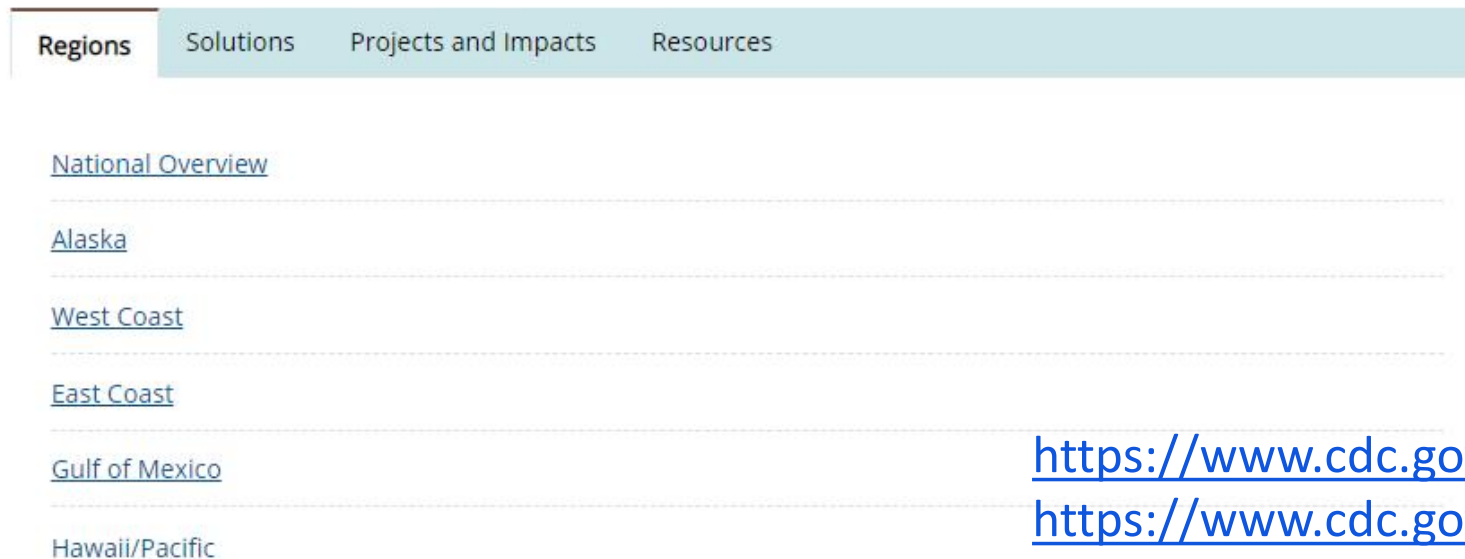 Regions Solutions Projects and Impacts Resources
National Overview
Alaska
West Coast
East Coast
Gulf of Mexico
https://www.cdc.go
https://www.cdc.go
Hawaii/Pacific